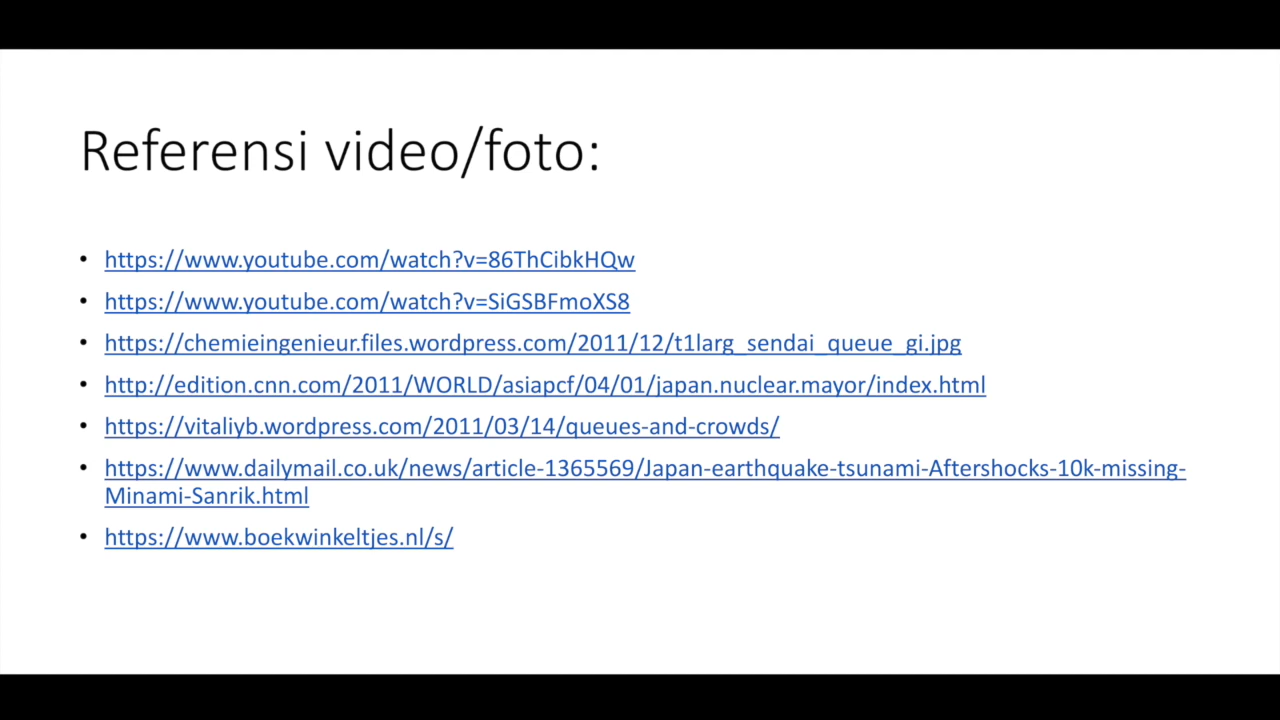 Referensi video/foto:
• https://www.youtube.com/watch?v=86ThCibkHQw
• https://www.youtube.com/watch?v=SiGSBFmoXS8
• https://chemieingenieur.files.wordpress.com/2011/12/t1larg_sendai_queue_gi.jpg
• http://edition.cnn.com/2011/WORLD/asiapcf/04/01/japan.nuclear.mayor/index.html
• https://vitaliyb.wordpress.com/2011/03/14/queues-and-crowds/
• https://www.dailymail.co.uk/news/article-1365569/Japan-earthquake-tsunami-Aftershocks-10k-missing-
Minami-Sanrik.html
• https://www.boekwinkeltjes.nl/s/